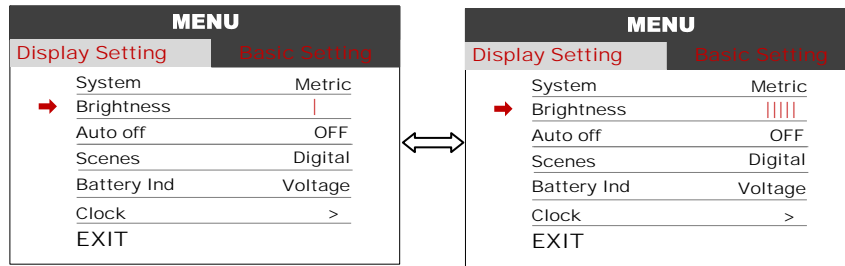 MENU
Display Setting Basic Setting
System Metric
Brightness |
Auto off OFF
Scenes Digital
Battery Ind Voltage
Clock >
EXIT
MENU
Display Setting Basic Setting
System Metric
Brightness |||||
Auto off OFF
Scenes Digital
Battery Ind Voltage
Clock >
EXIT